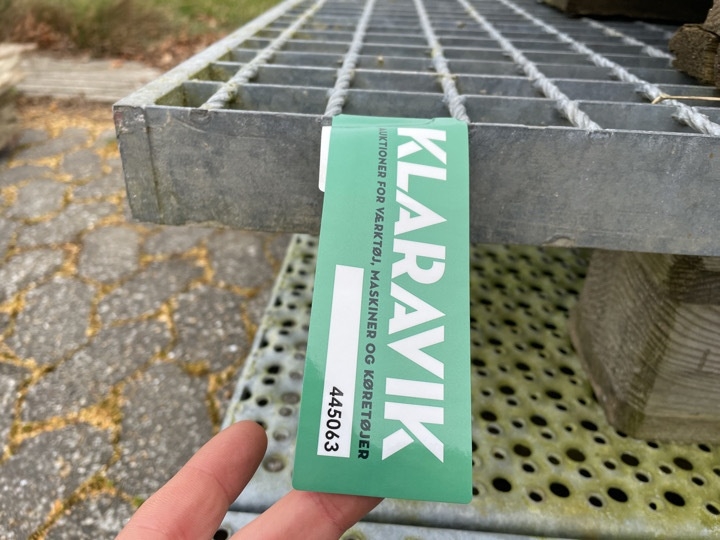 KLARAVIK
AUKTIONER FOR VÆRKTØJ, MASKINER OG KØRETØJER
445063